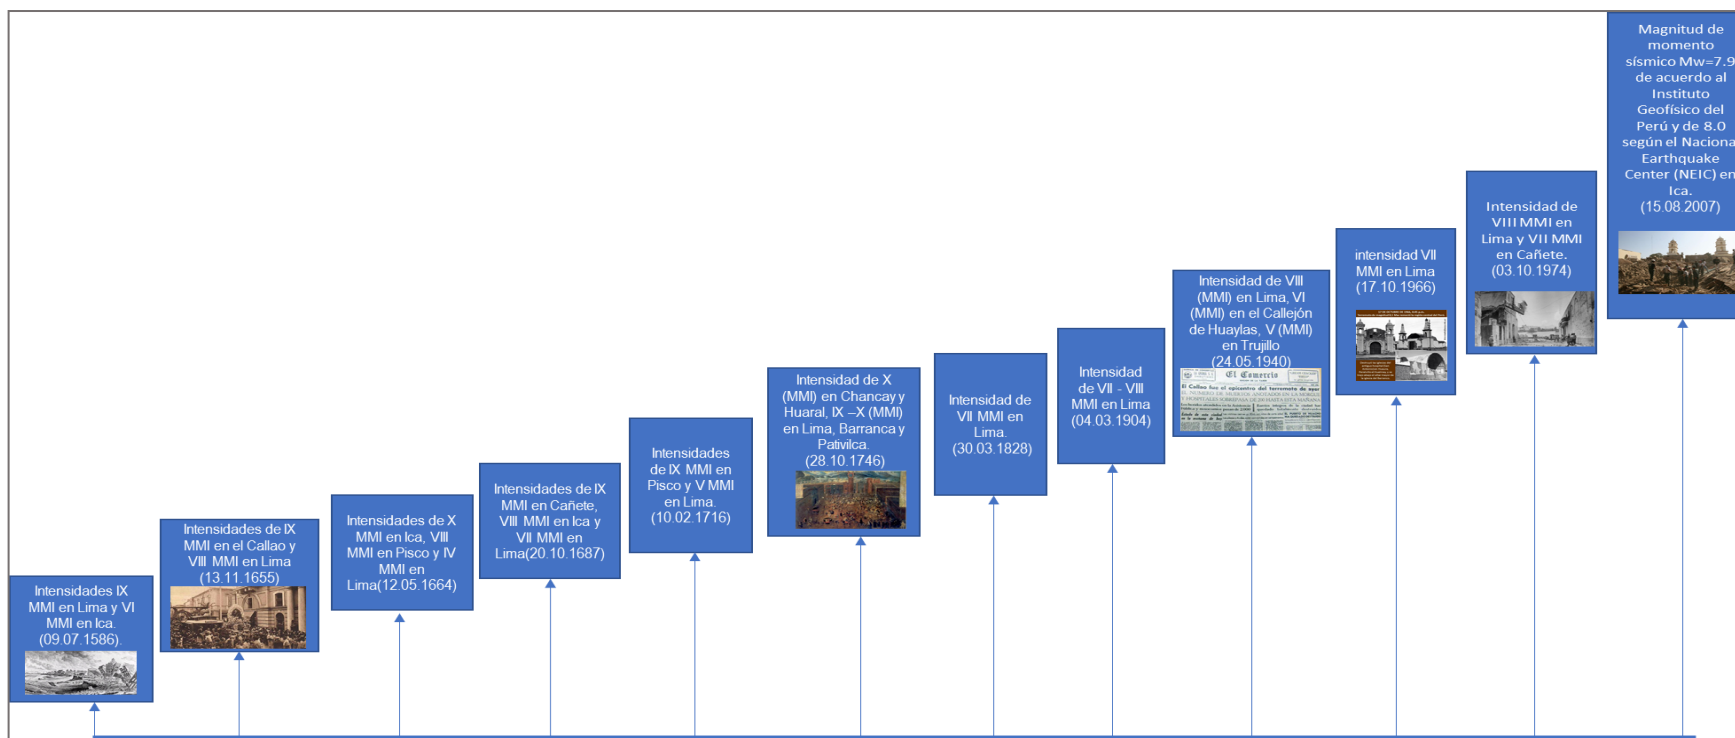 Intensidades IX
MMI en Lima y VI
MMI en Ica.
(09.07.1586).
Intensidades de IX
MMI en el Callao y
VIII MMI en Lima
(13.11.1655)
Intensidades de X
MMI en Ica, VIII
MMI en Pisco y IV
MMI en
Lima(12.05.1664)
Intensidades de IX
MMI en Cañete,
VIII MMI en Ica y
VII MMI en
Lima(20.10.1687)
Intensidades
de IX MMI en
Pisco y V MMI
en Lima.
(10.02.1716)
Intensidad de X
(MMI) en Chancay y
Huaral, IX –X (MMI)
en Lima, Barranca y
Pativilca.
(28.10.1746)
Intensidad de
VII MMI en
Lima.
(30.03.1828)
Intensidad
de VII - VIII
MMI en Lima
(04.03.1904)
Intensidad de VIII
(MMI) en Lima, VI
(MMI) en el Callejón
de Huaylas, V (MMI)
en Trujillo
(24.05.1940)
El Comercio
El Callao fue el epicentro del terremoto de ayer
intensidad VII
MMI en Lima
(17.10.1966)
Intensidad de
VIII MMI en
Lima y VII MMI
en Cañete.
(03.10.1974)
Magnitud de
momento
sísmico Mw=7.9
de acuerdo al
Instituto
Geofísico del
Perú y de 8.0
según el Naciona
Earthquake
Center (NEIC) en
Ica.
(15.08.2007)